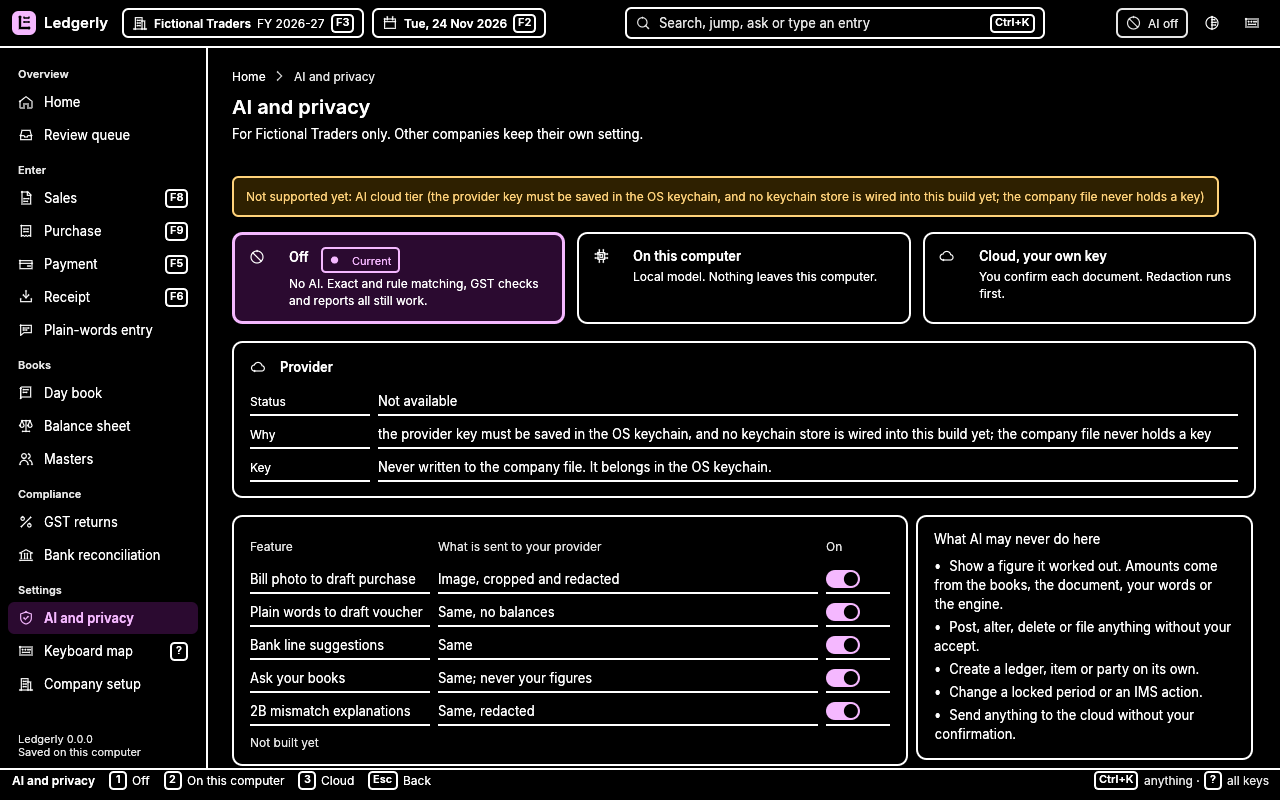 Ledgerly
Fictional Traders FY 2026-27 F3
Tue, 24 Nov 2026 F2
Search, jump, ask or type an entry Ctrl+K
AI off
Overview
Home
Review queue
Enter
Sales F8
Purchase F9
Payment F5
Receipt F6
Plain-words entry
Books
Day book
Balance sheet
Masters
Compliance
GST returns
Bank reconciliation
Settings
AI and privacy
Keyboard map ?
Company setup
Ledgerly 0.0.0
Saved on this computer
Home AI and privacy
AI and privacy
For Fictional Traders only. Other companies keep their own setting.
Not supported yet: AI cloud tier (the provider key must be saved in the OS keychain, and no keychain store is wired into this build yet; the company file never holds a key)
Off Current
No AI. Exact and rule matching, GST checks
and reports all still work.
On this computer
Local model. Nothing leaves this computer.
Cloud, your own key
You confirm each document. Redaction runs
first.
Provider
Status Not available
Why the provider key must be saved in the OS keychain, and no keychain store is wired into this build yet; the company file never holds a key
Key Never written to the company file. It belongs in the OS keychain.
Feature What is sent to your provider On
Bill photo to draft purchase Image, cropped and redacted
Plain words to draft voucher Same, no balances
Bank line suggestions Same
Ask your books Same; never your figures
2B mismatch explanations Same, redacted
Not built yet
What AI may never do here
• Show a figure it worked out. Amounts come
from the books, the document, your words or
the engine.
• Post, alter, delete or file anything without your
accept.
• Create a ledger, item or party on its own.
• Change a locked period or an IMS action.
• Send anything to the cloud without your
confirmation.
AI and privacy 1 Off 2 On this computer 3 Cloud Esc Back
Ctrl+K anything · ? all keys